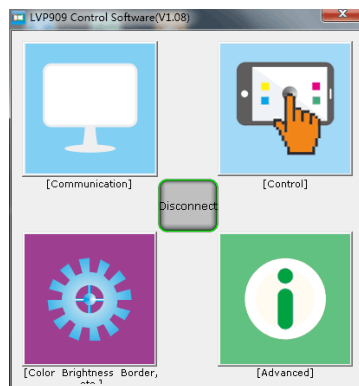 LVP909 Control Software(V1.08)
[Communication]
[Control]
Disconnect
[Color Brightness Border,
etc.]
[Advanced]